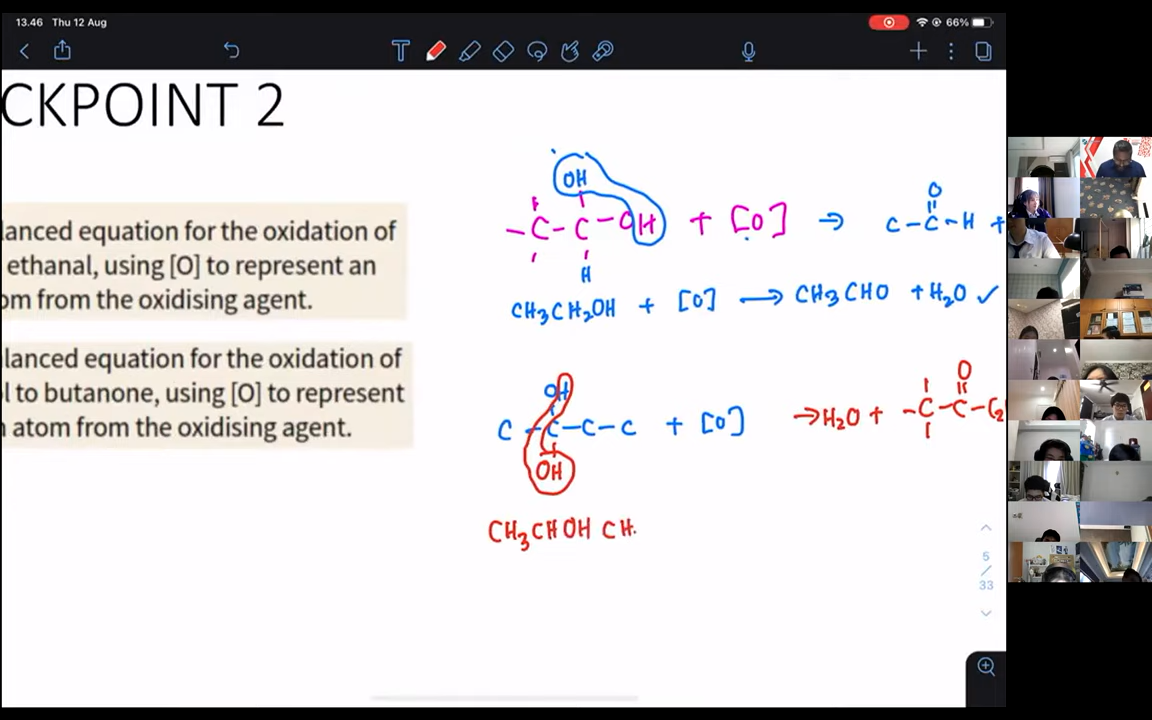 13.46 Thu 12 Aug
66%
CKPOINT 2
lanced equation for the oxidation of
ethanal, using [O] to represent an
om from the oxidising agent.
lanced equation for the oxidation of
l to butanone, using [O] to represent
atom from the oxidising agent.
OH
-C-C-OH + [O] → C-C-H +
O
H
CH3CH2OH + [O] → CH3CHO + H2O ✓
OH
O
C-C-C-C + [O] → H2O + -C-C-C2
OH
CH3CHOH CH
5
/
33